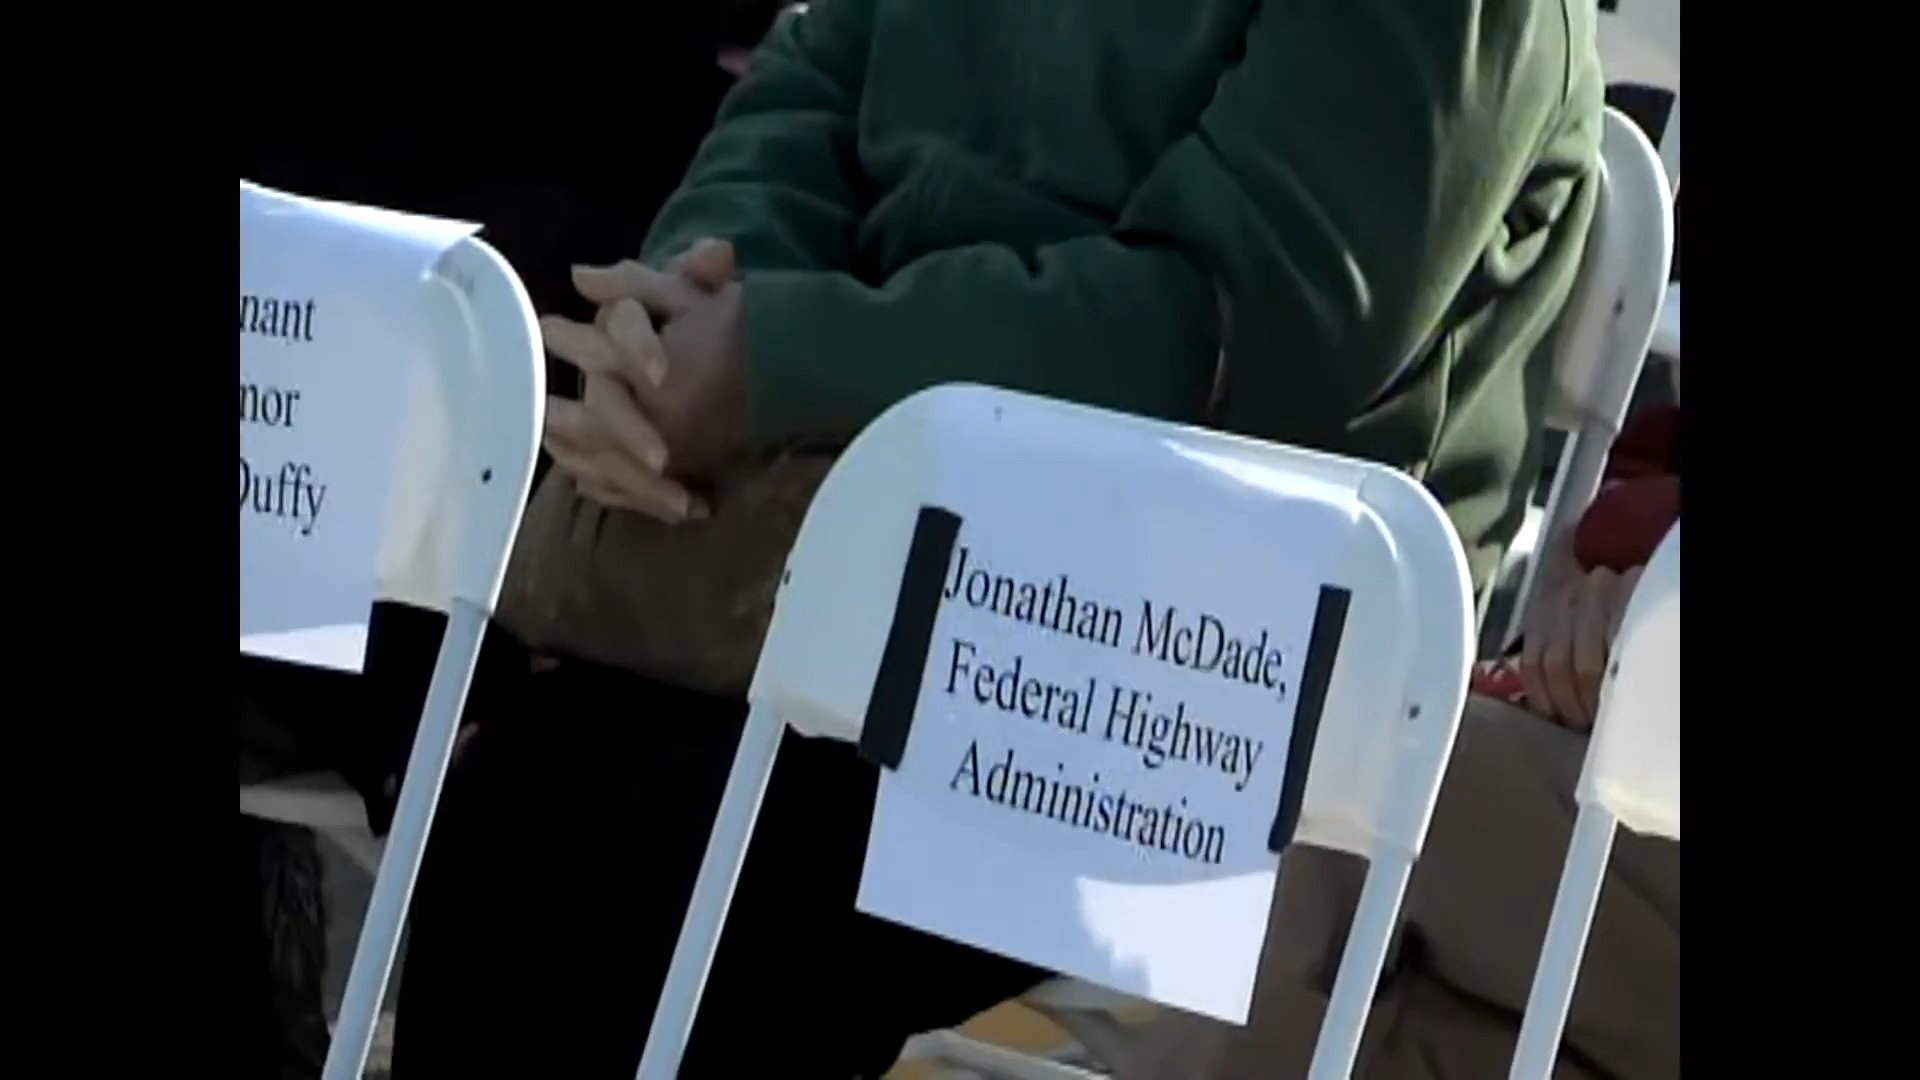 nant
nor
Duffy
Jonathan McDade,
Federal Highway
Administration